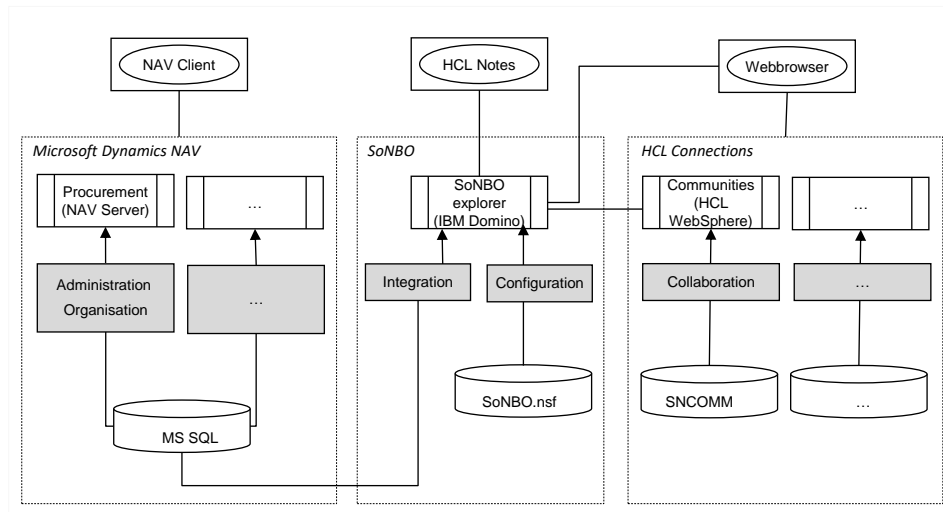 NAV Client
HCL Notes
Webbrowser
Microsoft Dynamics NAV
SoNBO
HCL Connections
Procurement
(NAV Server)
…
SoNBO
explorer
(IBM Domino)
Communities
(HCL
WebSphere)
…
Administration
Organisation
…
Integration
Configuration
Collaboration
…
MS SQL
SoNBO.nsf
SNCOMM
…